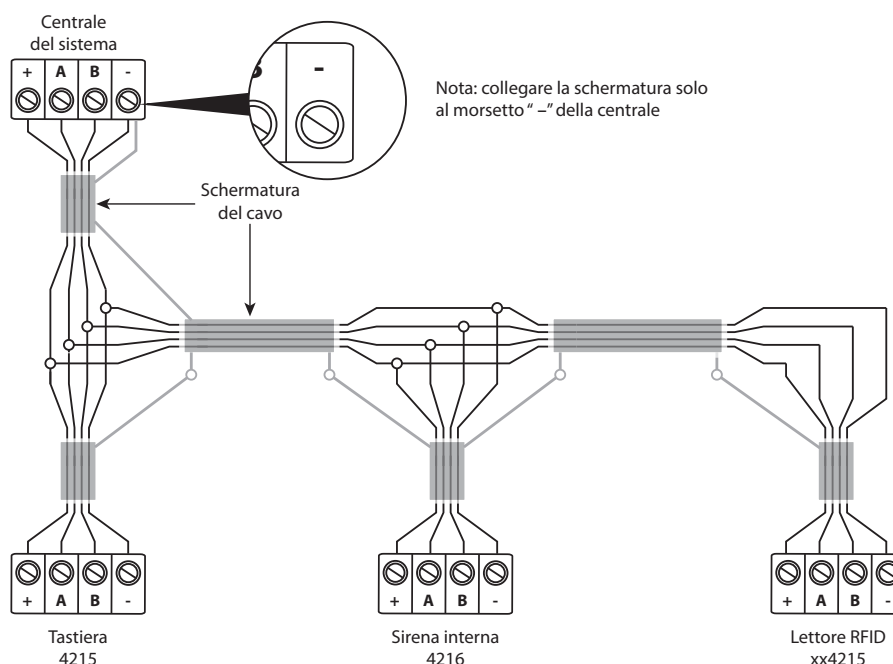 Centrale
del sistema
+ A B -
B -
Nota: collegare la schermatura solo
al morsetto “ –” della centrale
Schermatura
del cavo
+ A B -
+ A B -
+ A B -
Tastiera
4215
Sirena interna
4216
Lettore RFID
xx4215